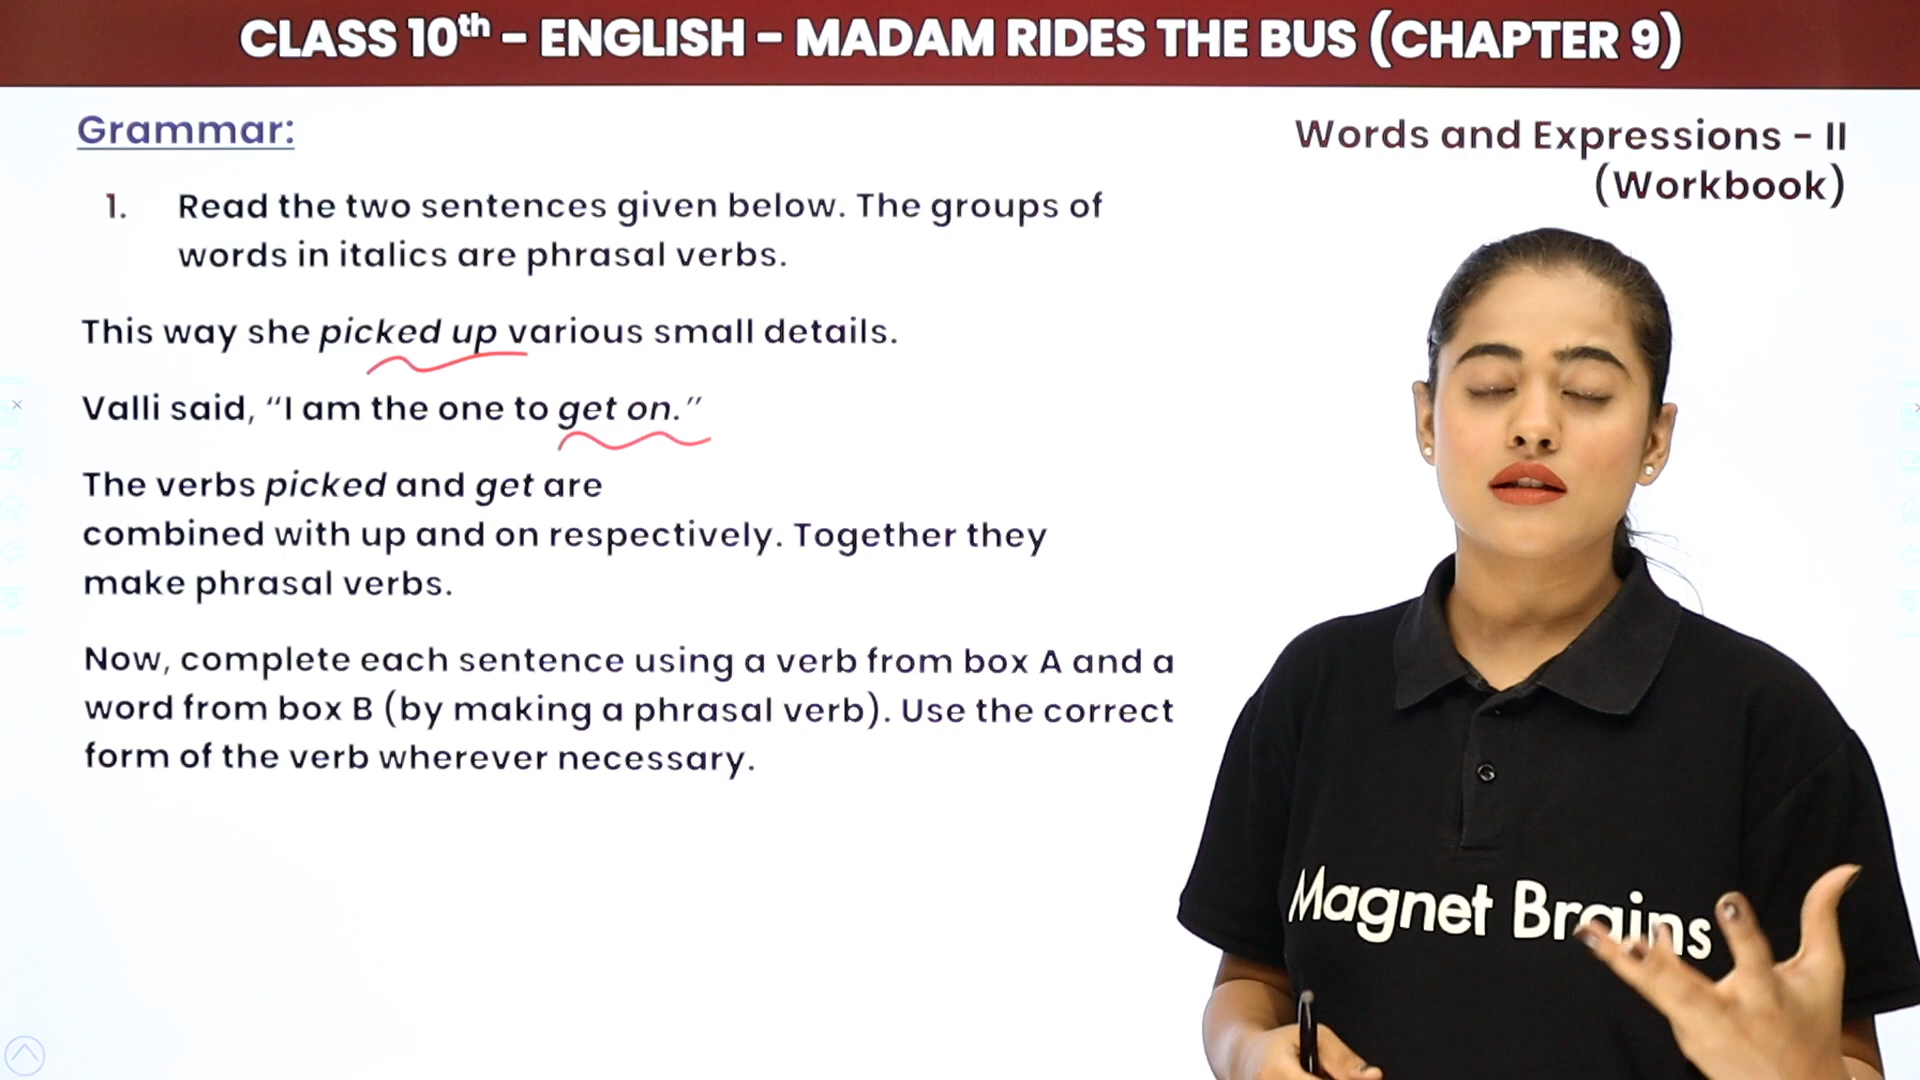 CLASS 10th - ENGLISH - MADAM RIDES THE BUS (CHAPTER 9)
Grammar:
Words and Expressions - II
(Workbook)
1. Read the two sentences given below. The groups of
words in italics are phrasal verbs.
This way she picked up various small details.
Valli said, “I am the one to get on.”
The verbs picked and get are
combined with up and on respectively. Together they
make phrasal verbs.
Now, complete each sentence using a verb from box A and a
word from box B (by making a phrasal verb). Use the correct
form of the verb wherever necessary.
Magnet Brains